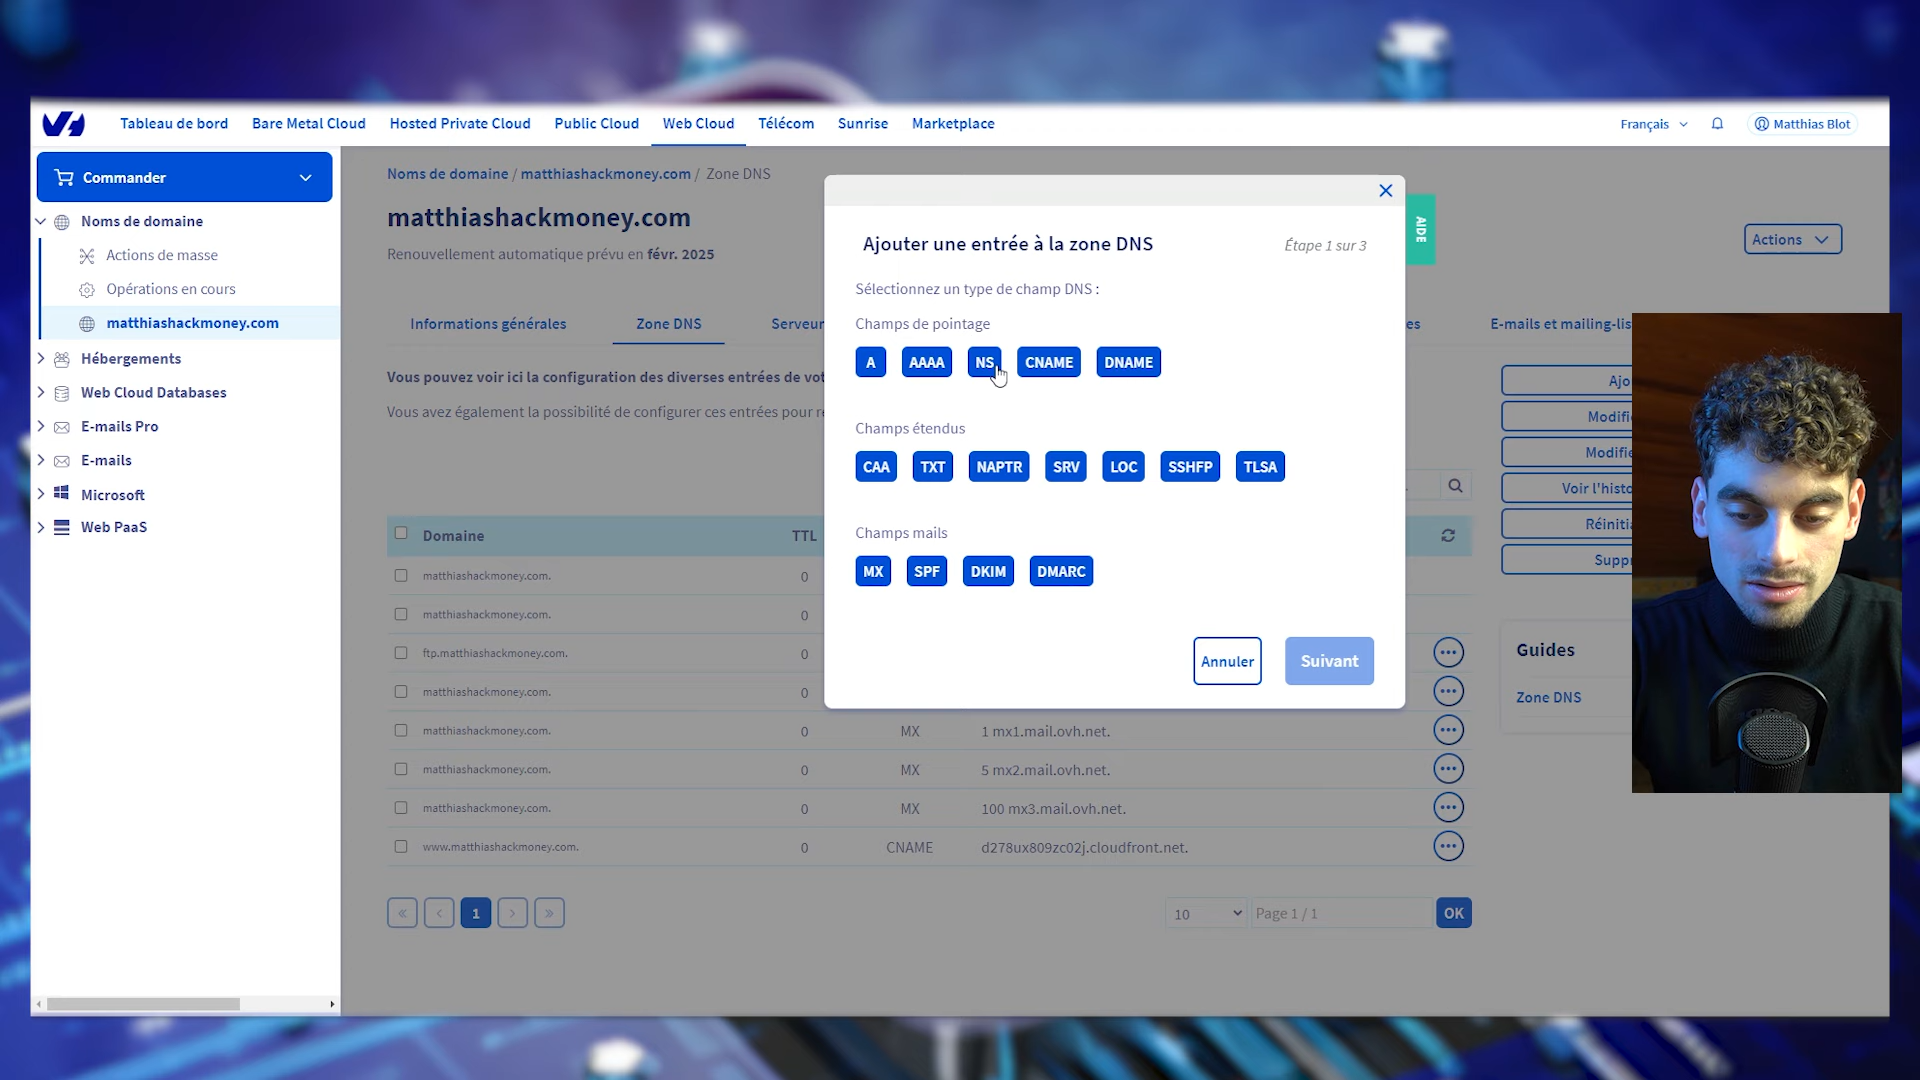 Tableau de bord
Bare Metal Cloud
Hosted Private Cloud
Public Cloud
Web Cloud
Télécom
Sunrise
Marketplace
Français
Matthias Blot
Commander
Noms de domaine
Actions de masse
Opérations en cours
matthiashackmoney.com
Hébergements
Web Cloud Databases
E-mails Pro
E-mails
Microsoft
Web PaaS
Noms de domaine / matthiashackmoney.com / Zone DNS
matthiashackmoney.com
Renouvellement automatique prévu en févr. 2025
Actions
Informations générales
Zone DNS
Serveur
es
E-mails et mailing-lis
Vous pouvez voir ici la configuration des diverses entrées de vot
Vous avez également la possibilité de configurer ces entrées pour r
AIDE
Ajouter une entrée à la zone DNS
Étape 1 sur 3
Sélectionnez un type de champ DNS :
Champs de pointage
A AAAA NS CNAME DNAME
Champs étendus
CAA TXT NAPTR SRV LOC SSHFP TLSA
Champs mails
MX SPF DKIM DMARC
Annuler
Suivant
Ajo
Modifie
Modifie
Voir l'histo
Réinitia
Suppr
Guides
Zone DNS
Domaine TTL
matthiashackmoney.com. 0
matthiashackmoney.com. 0
ftp.matthiashackmoney.com. 0
matthiashackmoney.com. 0
matthiashackmoney.com. 0 MX 1 mx1.mail.ovh.net.
matthiashackmoney.com. 0 MX 5 mx2.mail.ovh.net.
matthiashackmoney.com. 0 MX 100 mx3.mail.ovh.net.
www.matthiashackmoney.com. 0 CNAME d278ux809zc02j.cloudfront.net.
« ‹ 1 › »
10
Page 1 / 1
OK